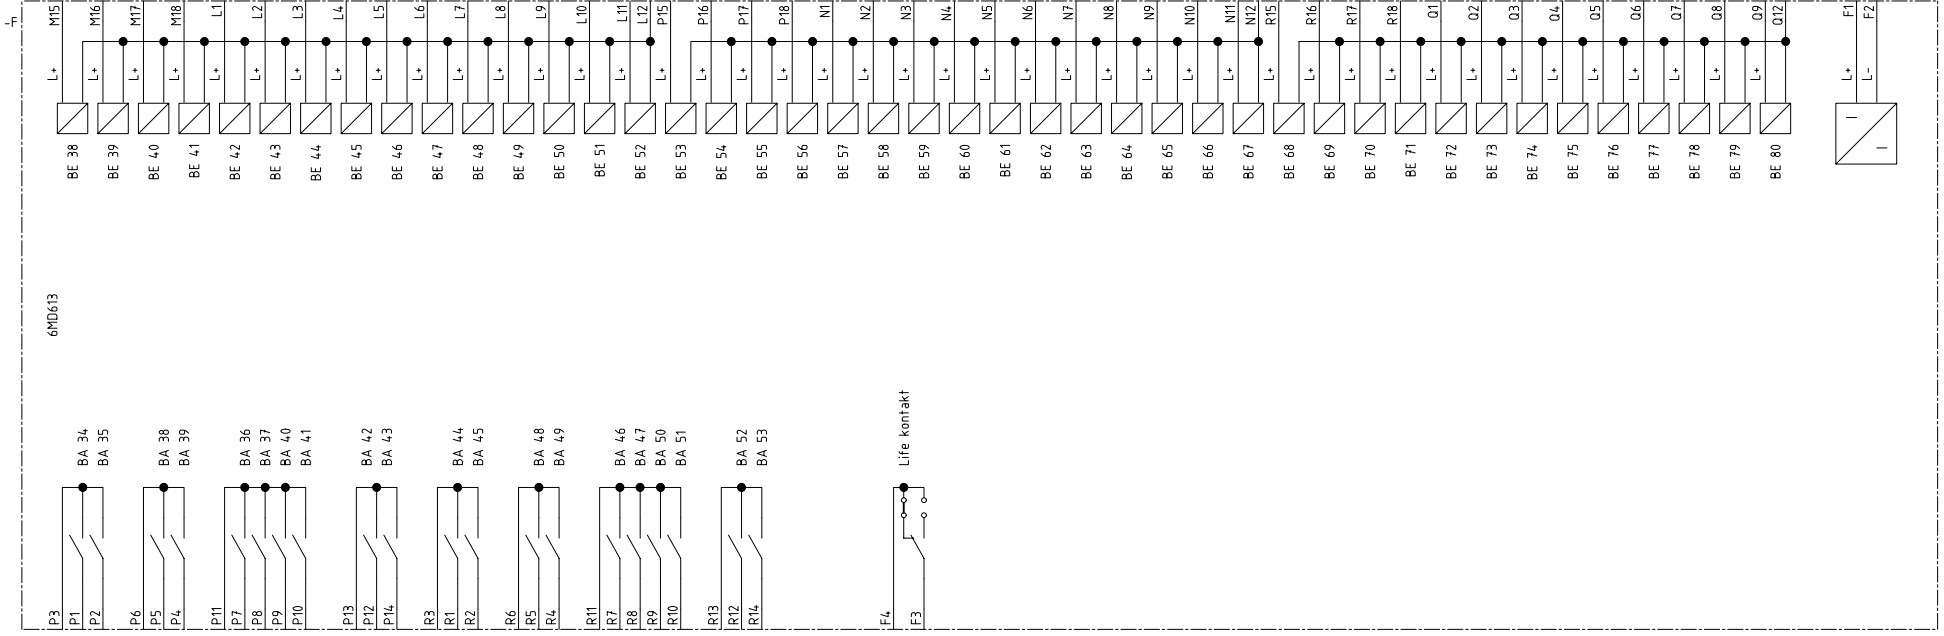 -F
M15 M16 M17 M18 L1 L2 L3 L4 L5 L6 L7 L8 L9 L10 L11 L12 P15 P16 P17 P18 N1 N2 N3 N4 N5 N6 N7 N8 N9 N10 N11 N12 R15 R16 R17 R18 Q1 Q2 Q3 Q4 Q5 Q6 Q7 Q8 Q9 Q12 F1 F2
L+ L+ L+ L+ L+ L+ L+ L+ L+ L+ L+ L+ L+ L+ L+ L+ L+ L+ L+ L+ L+ L+ L+ L+ L+ L+ L+ L+ L+ L+ L+ L+ L+ L+ L+ L+ L+ L+ L+ L+ L+ L+ L+ L+ L-
BE 38
BE 39
BE 40
BE 41
BE 42
BE 43
BE 44
BE 45
BE 46
BE 47
BE 48
BE 49
BE 50
BE 51
BE 52
BE 53
BE 54
BE 55
BE 56
BE 57
BE 58
BE 59
BE 60
BE 61
BE 62
BE 63
BE 64
BE 65
BE 66
BE 67
BE 68
BE 69
BE 70
BE 71
BE 72
BE 73
BE 74
BE 75
BE 76
BE 77
BE 78
BE 79
BE 80
6MD613
BA 34
BA 35
BA 38
BA 39
BA 36
BA 37
BA 40
BA 41
BA 42
BA 43
BA 44
BA 45
BA 48
BA 49
BA 46
BA 47
BA 50
BA 51
BA 52
BA 53
Life kontakt
P3 P1 P2 P6 P5 P4 P11 P7 P8 P9 P10 P13 P12 P14 R3 R1 R2 R6 R5 R4 R11 R7 R8 R9 R10 R13 R12 R14 F4 F3